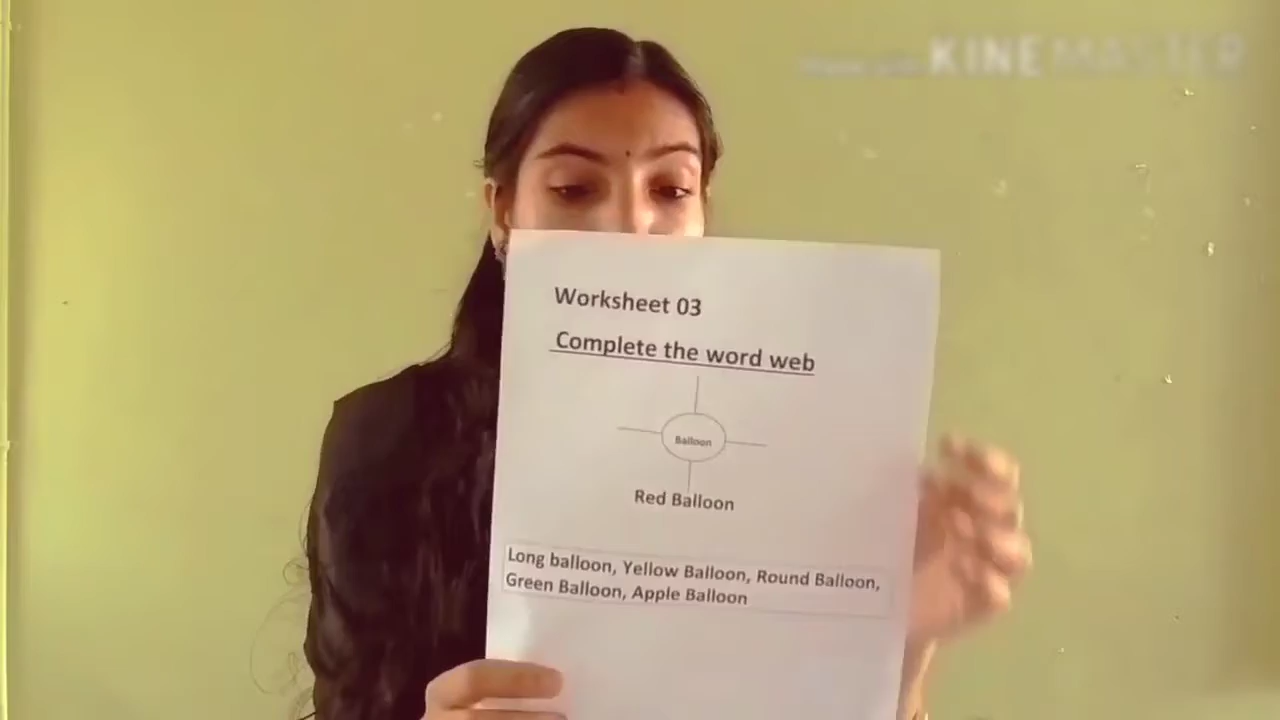 KINEMASTER
Worksheet 03
Complete the word web
Balloon
Red Balloon
Long balloon, Yellow Balloon, Round Balloon,
Green Balloon, Apple Balloon